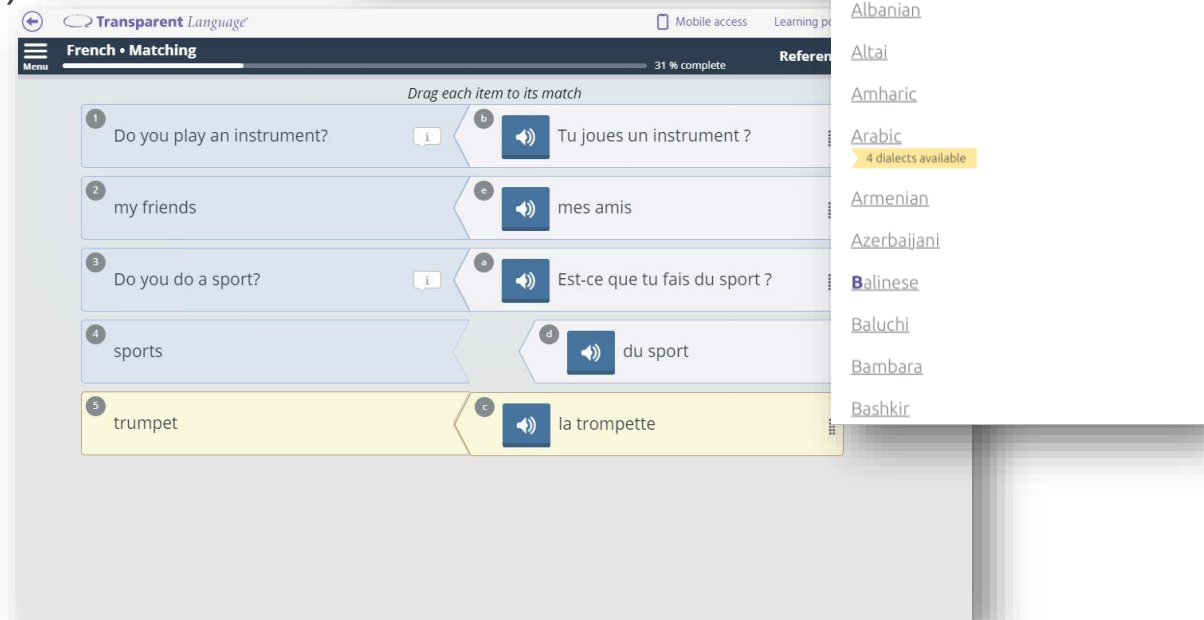 Transparent Language
Mobile access
Learning
Menu
French • Matching
31 % complete
Drag each item to its match
1
Do you play an instrument?
i
b
Tu joues un instrument ?
2
my friends
e
mes amis
3
Do you do a sport?
i
a
Est-ce que tu fais du sport ?
4
sports
d
du sport
5
trumpet
c
la trompette
Albanian
Altai
Amharic
Arabic
4 dialects available
Armenian
Azerbaijani
Balinese
Baluchi
Bambara
Bashkir